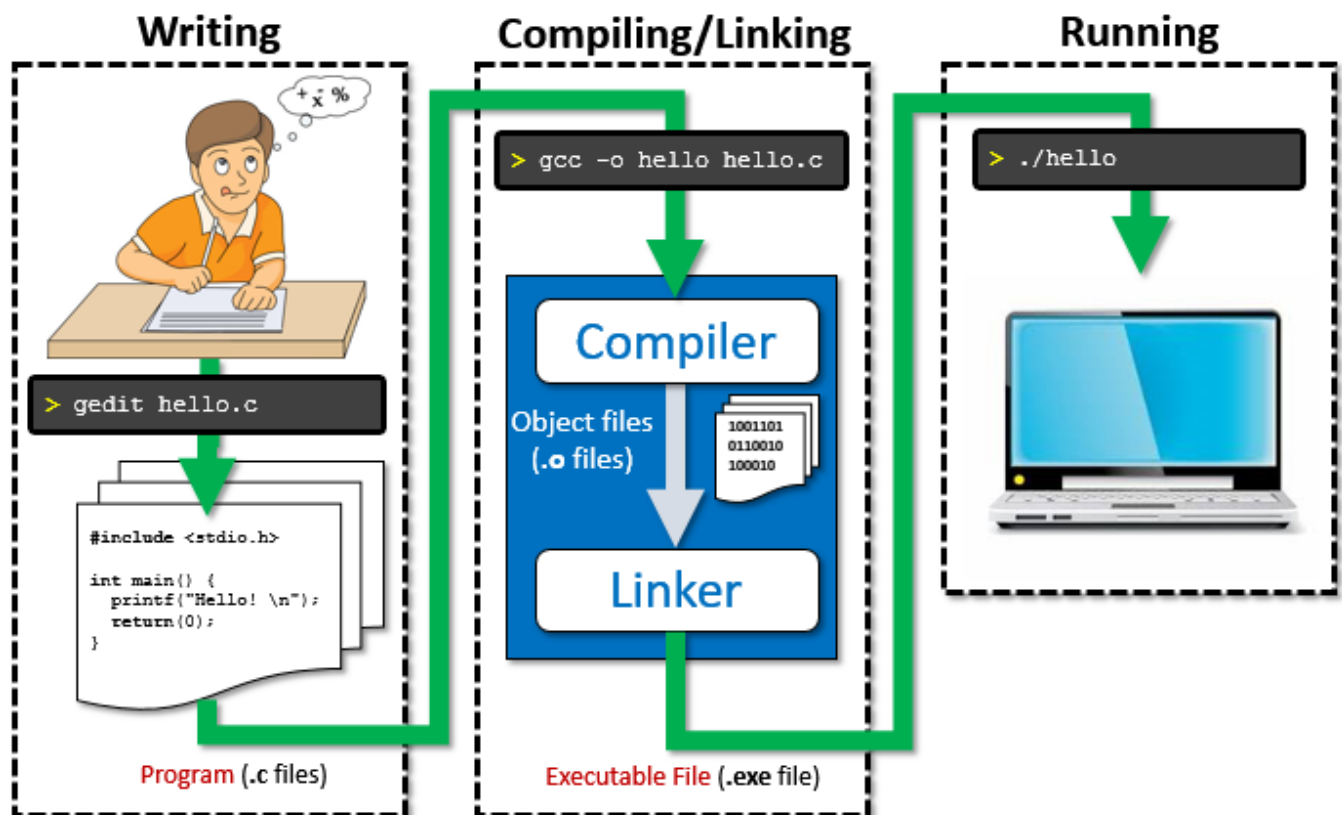 Writing
+ - x %
> gedit hello.c
#include <stdio.h>
int main() {
printf("Hello! \n");
return(0);
}
Program (.c files)
Compiling/Linking
> gcc -o hello hello.c
Compiler
Object files
(.o files)
1001101
0110010
100010
Linker
Executable File (.exe file)
Running
> ./hello